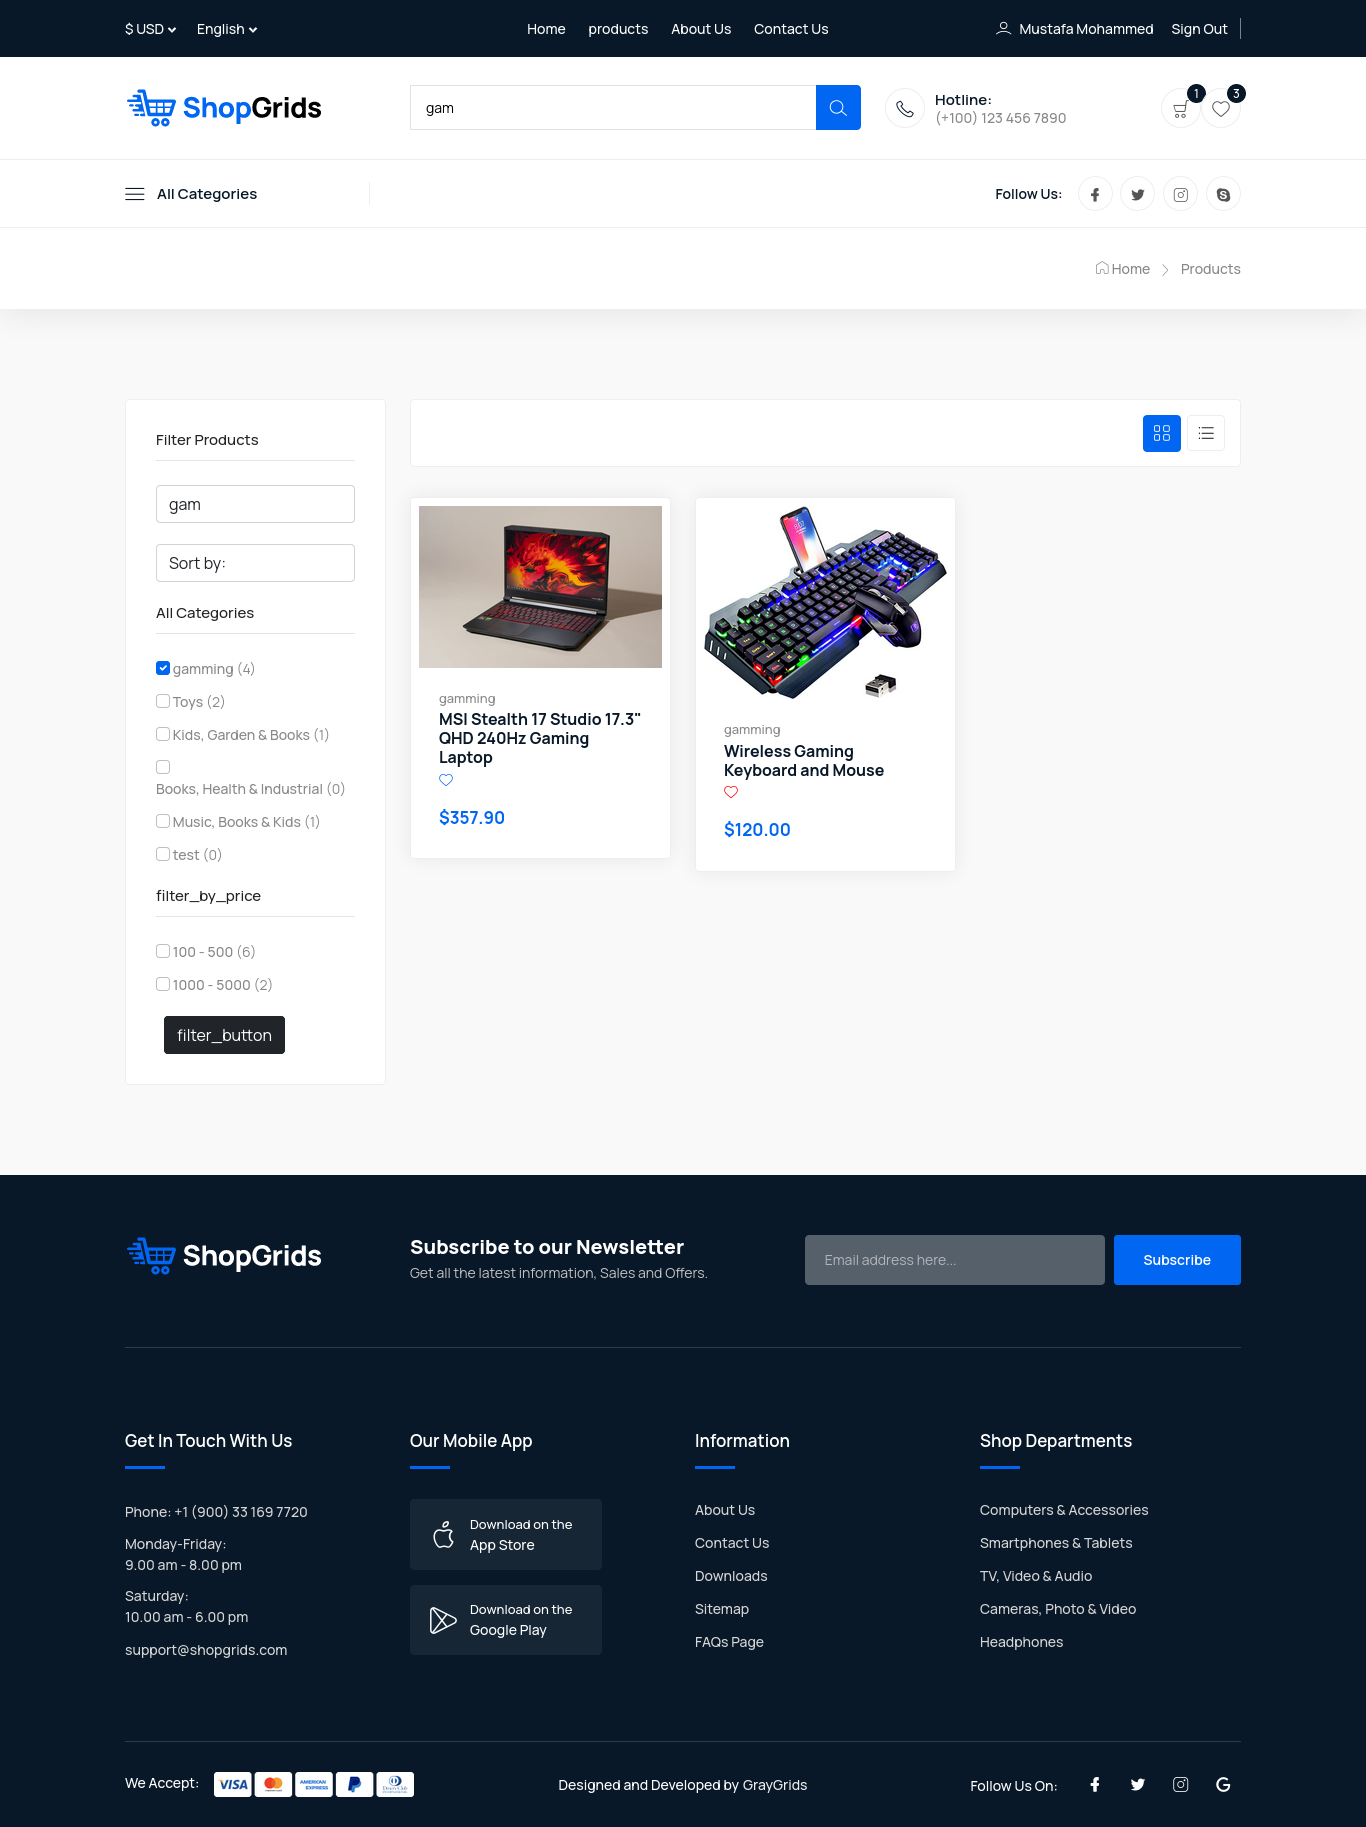 $ USD English Home products About Us Contact Us Mustafa Mohammed Sign Out
ShopGrids
gam
Hotline:
(+100) 123 456 7890
1
3
All Categories
Follow Us:
Home Products
Filter Products
gam
Sort by:
All Categories
gamming (4)
Toys (2)
Kids, Garden & Books (1)
Books, Health & Industrial (0)
Music, Books & Kids (1)
test (0)
filter_by_price
100 - 500 (6)
1000 - 5000 (2)
filter_button
gamming
MSI Stealth 17 Studio 17.3"
QHD 240Hz Gaming
Laptop
$357.90
gamming
Wireless Gaming
Keyboard and Mouse
$120.00
ShopGrids
Subscribe to our Newsletter
Get all the latest information, Sales and Offers.
Email address here...
Subscribe
Get In Touch With Us
Phone: +1 (900) 33 169 7720
Monday-Friday:
9.00 am - 8.00 pm
Saturday:
10.00 am - 6.00 pm
support@shopgrids.com
Our Mobile App
Download on the
App Store
Download on the
Google Play
Information
About Us
Contact Us
Downloads
Sitemap
FAQs Page
Shop Departments
Computers & Accessories
Smartphones & Tablets
TV, Video & Audio
Cameras, Photo & Video
Headphones
We Accept:
VISA
MasterCard
AMERICAN
EXPRESS
Diners Club
Designed and Developed by GrayGrids
Follow Us On: